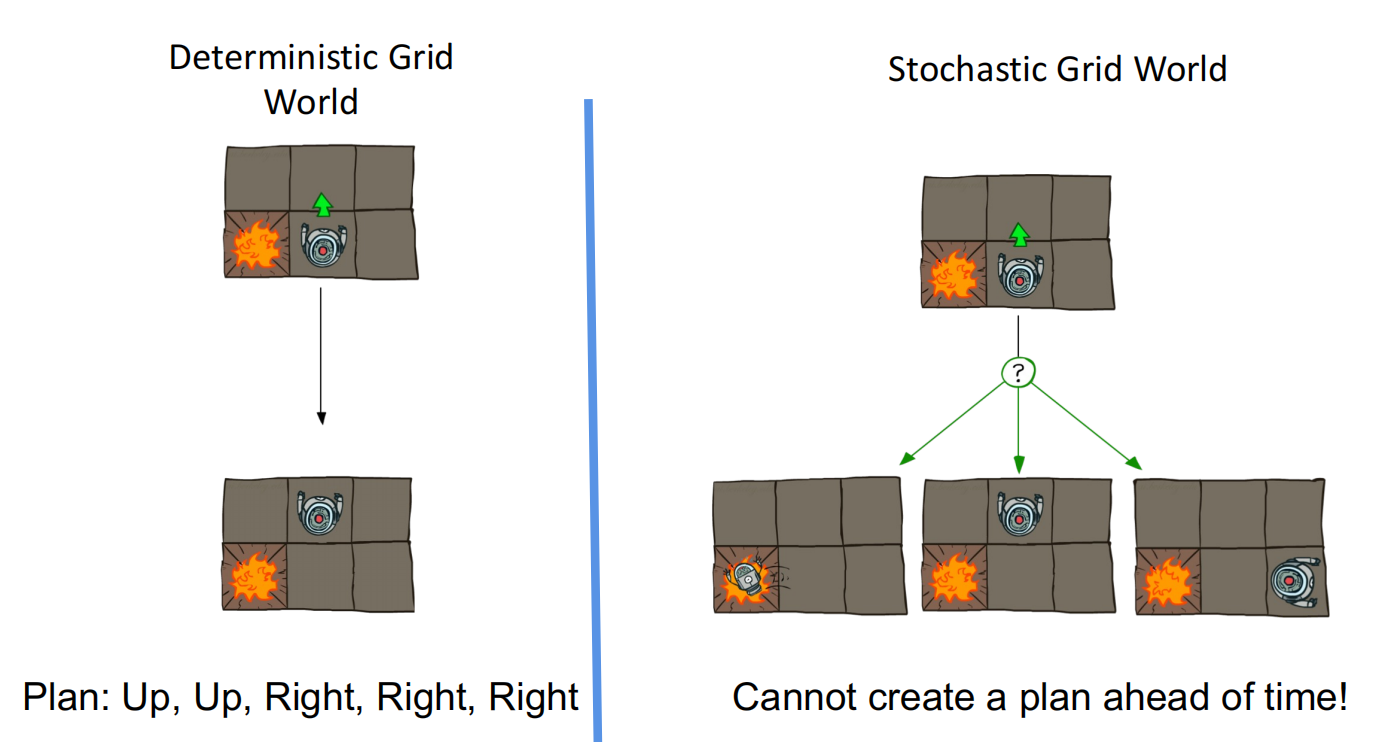 Deterministic Grid
World
Plan: Up, Up, Right, Right, Right
Stochastic Grid World
?
Cannot create a plan ahead of time!